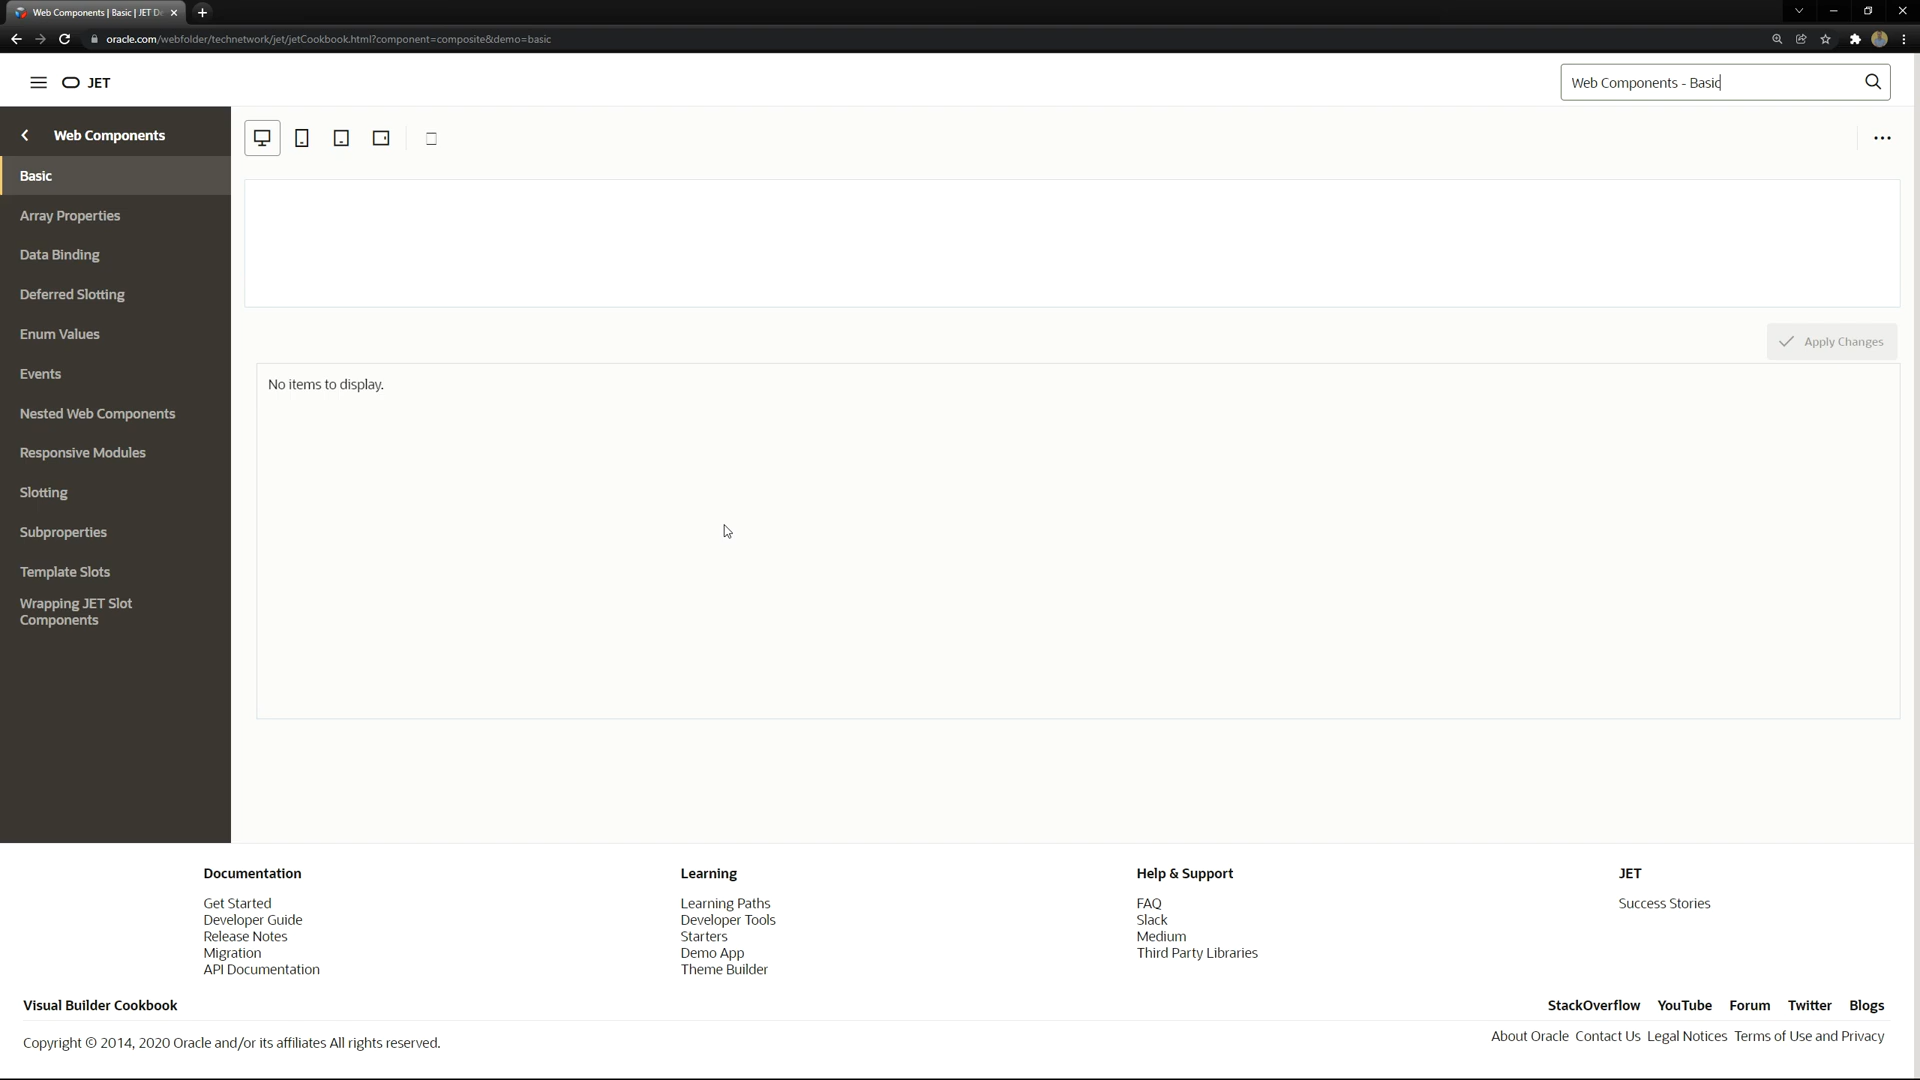 Web Components | Basic | JET De
oracle.com/webfolder/technetwork/jet/jetCookbook.html?component=composite&demo=basic
JET
Web Components - Basic
Web Components
Basic
Array Properties
Data Binding
Deferred Slotting
Enum Values
Events
Nested Web Components
Responsive Modules
Slotting
Subproperties
Template Slots
Wrapping JET Slot
Components
Apply Changes
No items to display.
Documentation
Get Started
Developer Guide
Release Notes
Migration
API Documentation
Learning
Learning Paths
Developer Tools
Starters
Demo App
Theme Builder
Help & Support
FAQ
Slack
Medium
Third Party Libraries
JET
Success Stories
Visual Builder Cookbook
StackOverflow YouTube Forum Twitter Blogs
Copyright © 2014, 2020 Oracle and/or its affiliates All rights reserved.
About Oracle Contact Us Legal Notices Terms of Use and Privacy